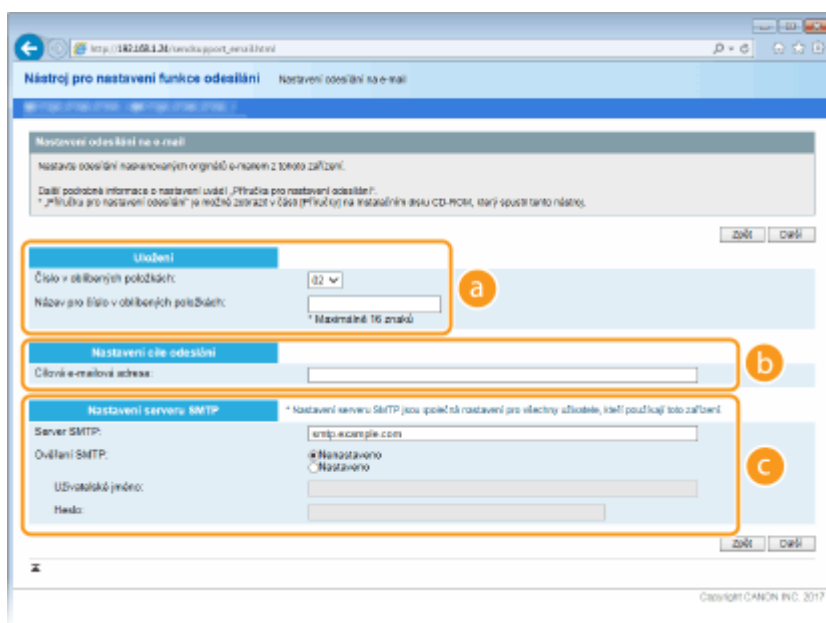 http://192.168.1.24/sendsupport_email.html
Nástroj pro nastavení funkce odesílání Nastavení odesílání na e-mail
Nastavení odesílání na e-mail
Nastavte odesílání naskenovaných originálů e-mailem z tohoto zařízení.
Další podrobné informace o nastavení uvádí „Příručka pro nastavení odesílání“.
* „Příručku pro nastavení odesílání“ je možné zobrazit v části [Příručky] na instalačním disku CD-ROM, který spustil tento nástroj.
Zpět Další
Uložení
Číslo v oblíbených položkách: 02
Název pro číslo v oblíbených položkách:
* Maximálně 16 znaků
a
Nastavení cíle odeslání
Cílová e-mailová adresa:
b
Nastavení serveru SMTP * Nastavení serveru SMTP jsou společná nastavení pro všechny uživatele, kteří používají toto zařízení.
Server SMTP: smtp.example.com
Ověření SMTP: Nenastaveno
Nastaveno
Uživatelské jméno:
Heslo:
c
Zpět Další
Copyright CANON INC. 2017